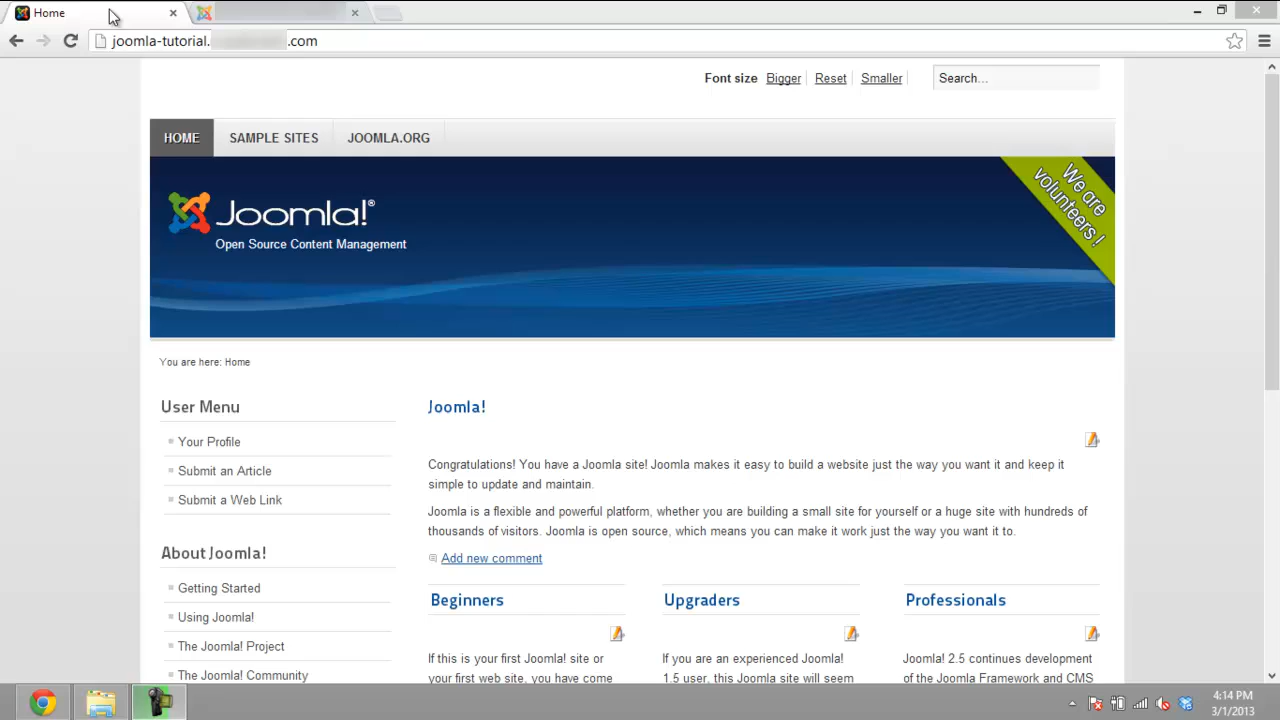 Home
joomla-tutorial. .com
Font size Bigger Reset Smaller Search...
HOME SAMPLE SITES JOOMLA.ORG
Joomla!®
Open Source Content Management
We are
volunteers!
You are here: Home
User Menu
Your Profile
Submit an Article
Submit a Web Link
About Joomla!
Getting Started
Using Joomla!
The Joomla! Project
The Joomla! Community
Joomla!
Congratulations! You have a Joomla site! Joomla makes it easy to build a website just the way you want it and keep it
simple to update and maintain.
Joomla is a flexible and powerful platform, whether you are building a small site for yourself or a huge site with hundreds of
thousands of visitors. Joomla is open source, which means you can make it work just the way you want it to.
Add new comment
Beginners
If this is your first Joomla! site or
your first web site, you have come
Upgraders
If you are an experienced Joomla!
1.5 user, this Joomla site will seem
Professionals
Joomla! 2.5 continues development
of the Joomla Framework and CMS
4:14 PM
3/1/2013